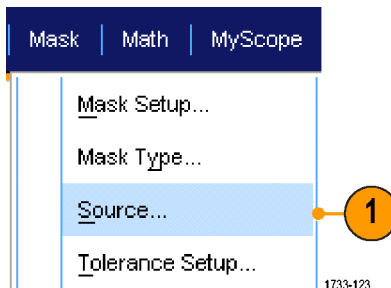 Mask Math MyScope
Mask Setup...
Mask Type...
Source...
1
Tolerance Setup...
1733-123